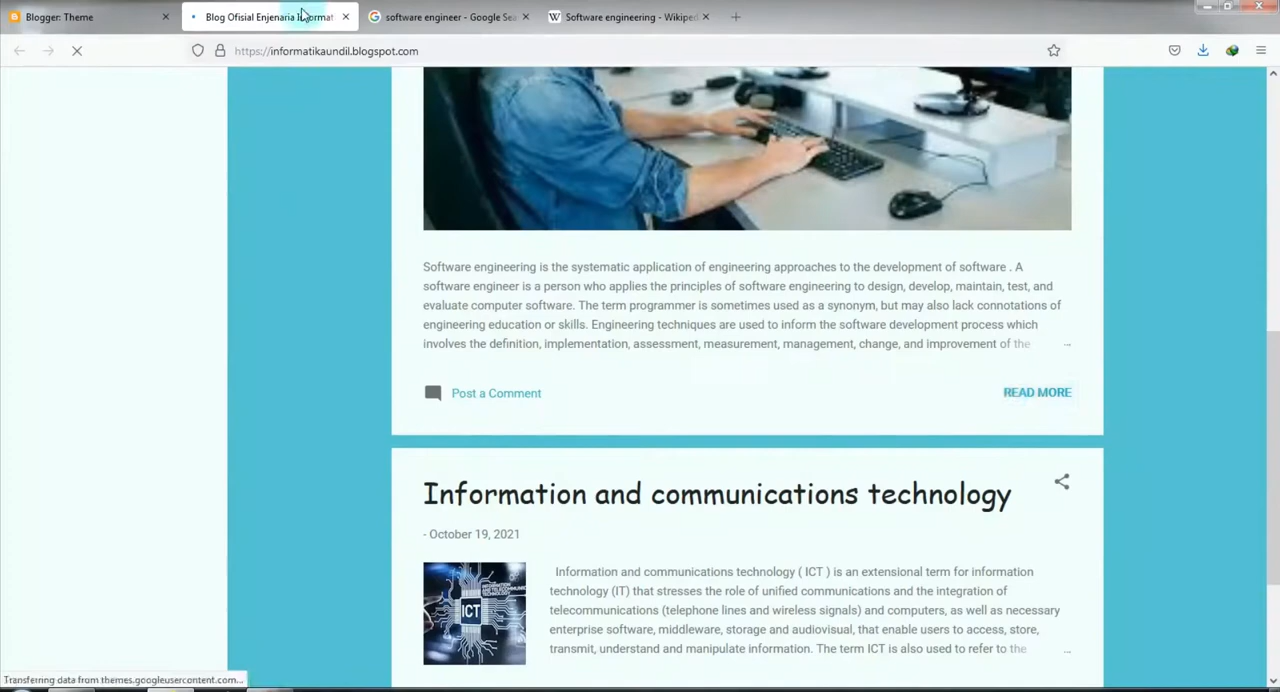 Blogger: Theme
Blog Ofisial Enjenaria Informat
software engineer - Google Sea
W Software engineering - Wikiped
https://informatikaundil.blogspot.com
Software engineering is the systematic application of engineering approaches to the development of software . A
software engineer is a person who applies the principles of software engineering to design, develop, maintain, test, and
evaluate computer software. The term programmer is sometimes used as a synonym, but may also lack connotations of
engineering education or skills. Engineering techniques are used to inform the software development process which
involves the definition, implementation, assessment, measurement, management, change, and improvement of the ...
Post a Comment
READ MORE
Information and communications technology
- October 19, 2021
ICT
Information and communications technology ( ICT ) is an extensional term for information
technology (IT) that stresses the role of unified communications and the integration of
telecommunications (telephone lines and wireless signals) and computers, as well as necessary
enterprise software, middleware, storage and audiovisual, that enable users to access, store,
transmit, understand and manipulate information. The term ICT is also used to refer to the ...
Transferring data from themes.googleusercontent.com...